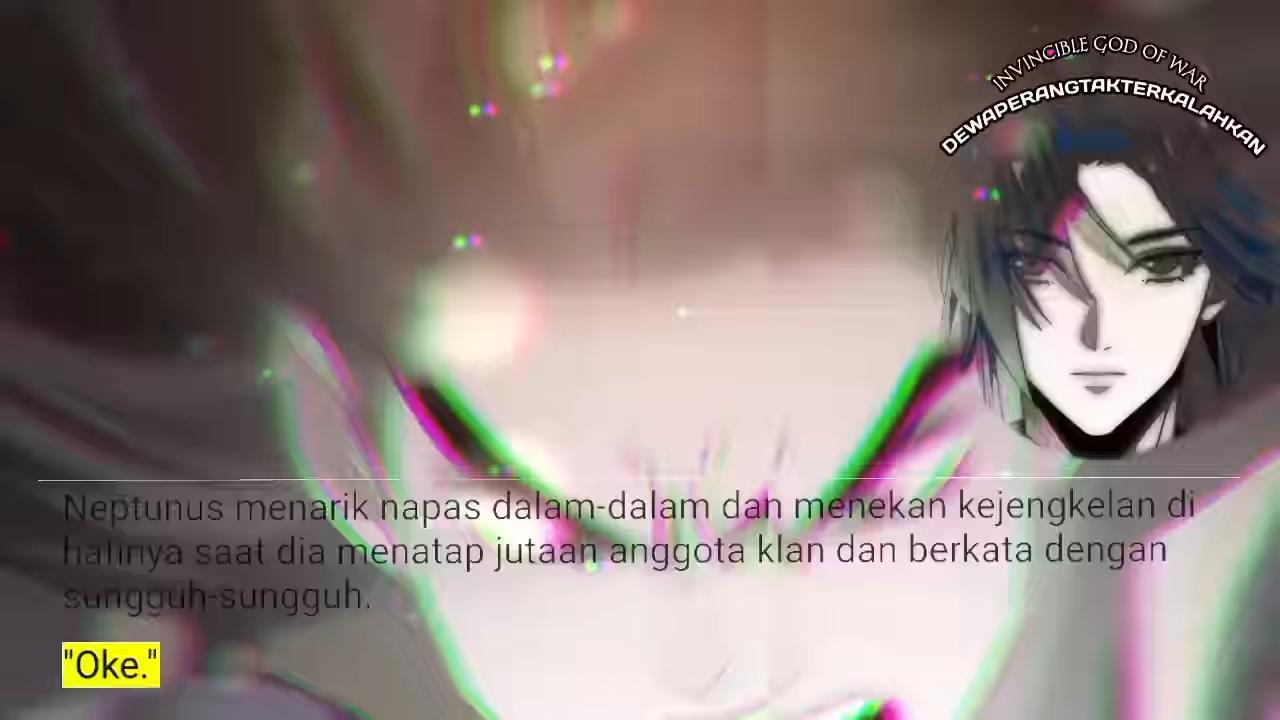 INVINCIBLE GOD OF WAR
DEWAPERANGTAKTERKALAHKAN
Neptunus menarik napas dalam-dalam dan menekan kejengkelan di
hatinya saat dia menatap jutaan anggota klan dan berkata dengan
sungguh-sungguh.
"Oke."